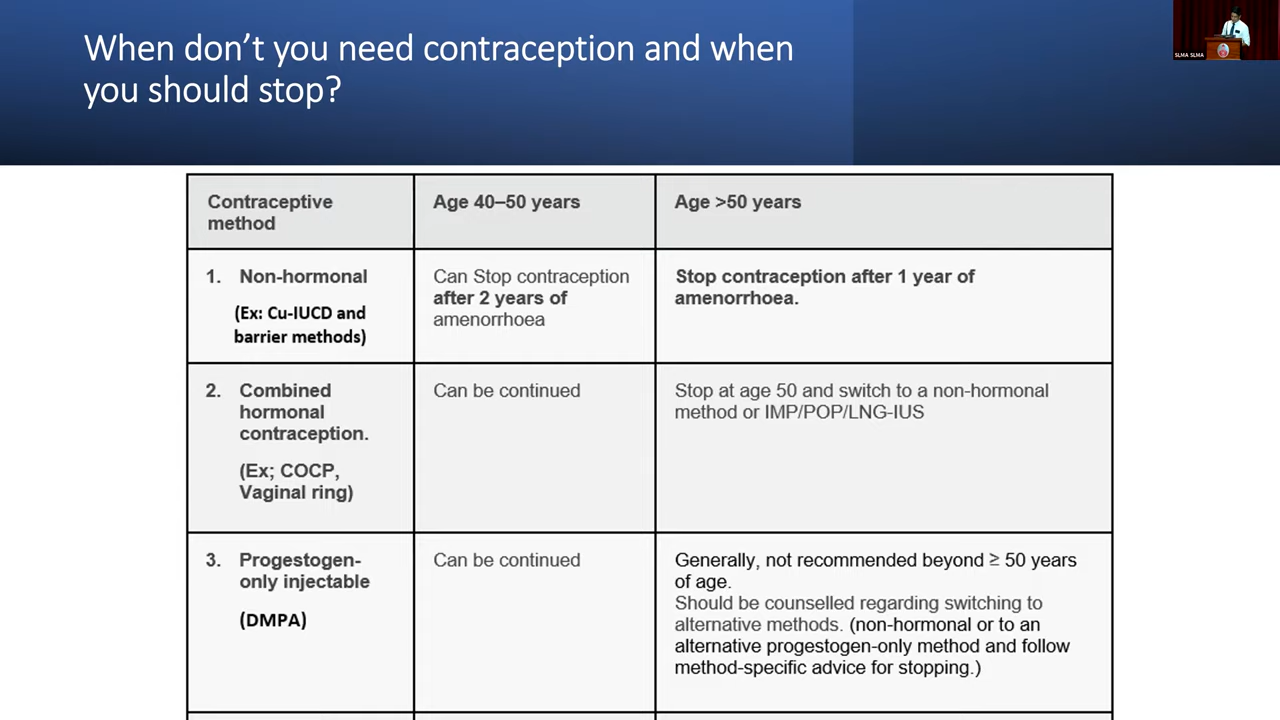 When don’t you need contraception and when
you should stop?
SLMA SLMA
Contraceptive
method
Age 40–50 years
Age >50 years
1. Non-hormonal
(Ex: Cu-IUCD and
barrier methods)
Can Stop contraception
after 2 years of
amenorrhoea
Stop contraception after 1 year of
amenorrhoea.
2. Combined
hormonal
contraception.
(Ex; COCP,
Vaginal ring)
Can be continued
Stop at age 50 and switch to a non-hormonal
method or IMP/POP/LNG-IUS
3. Progestogen-
only injectable
(DMPA)
Can be continued
Generally, not recommended beyond ≥ 50 years
of age.
Should be counselled regarding switching to
alternative methods. (non-hormonal or to an
alternative progestogen-only method and follow
method-specific advice for stopping.)